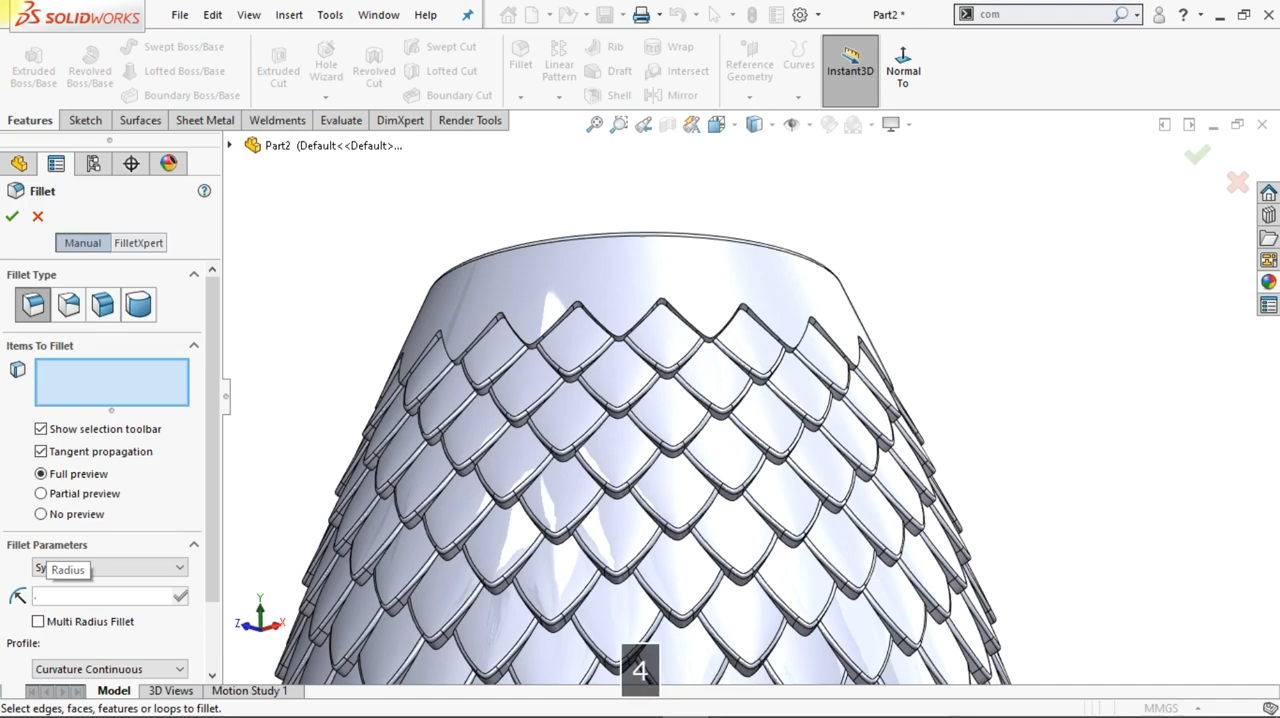 SOLIDWORKS File Edit View Insert Tools Window Help Part2 * com ?
Extruded Boss/Base Revolved Boss/Base Swept Boss/Base Lofted Boss/Base Boundary Boss/Base Extruded Cut Hole Wizard Revolved Cut Swept Cut Lofted Cut Boundary Cut Fillet Linear Pattern Rib Draft Shell Wrap Intersect Mirror Reference Geometry Curves Instant3D Normal To
Features Sketch Surfaces Sheet Metal Weldments Evaluate DimXpert Render Tools
Part2 (Default<<Default>...
Fillet ?
Manual FilletXpert
Fillet Type
Items To Fillet
Show selection toolbar
Tangent propagation
Full preview
Partial preview
No preview
Fillet Parameters
Sy
Radius
.
Multi Radius Fillet
Profile:
Curvature Continuous
Y
Z X
4
Model 3D Views Motion Study 1
Select edges, faces, features or loops to fillet. MMGS